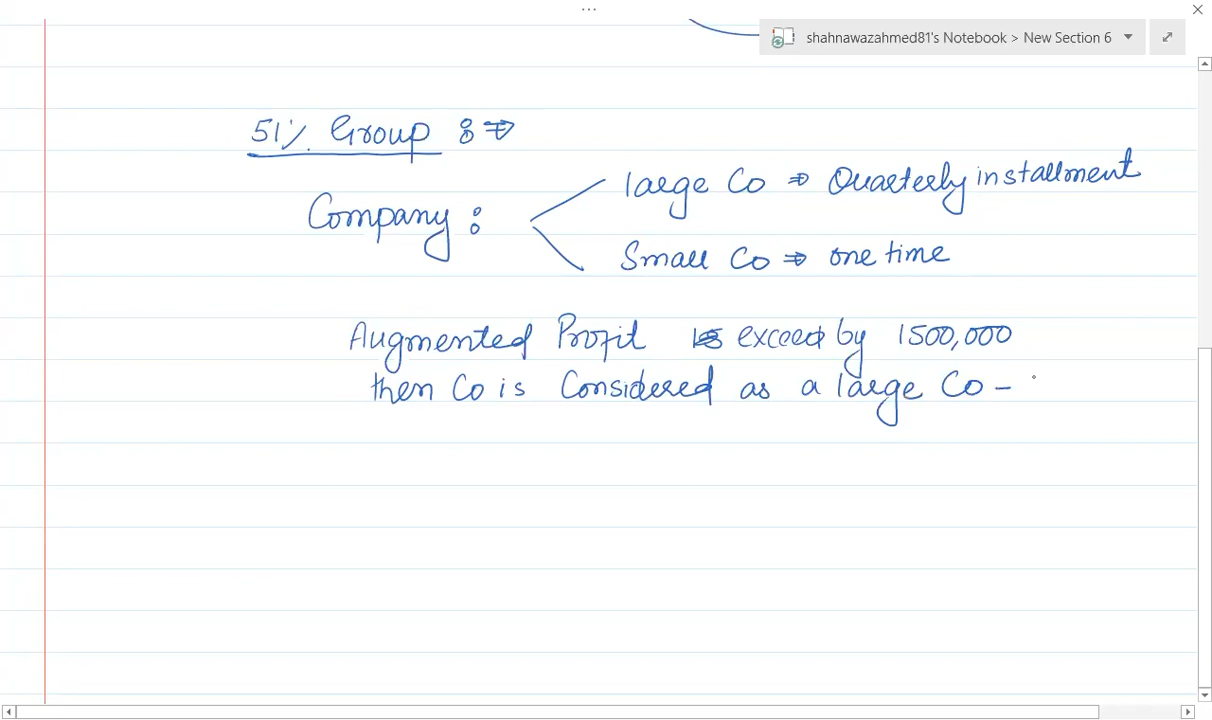 shahnawazahmed81's Notebook > New Section 6
51% Group :⇒
Company :
large Co ⇒ Quarterly installment
Small Co ⇒ one time
Augmented Profit exceed by 1500,000
then Co is Considered as a large Co -